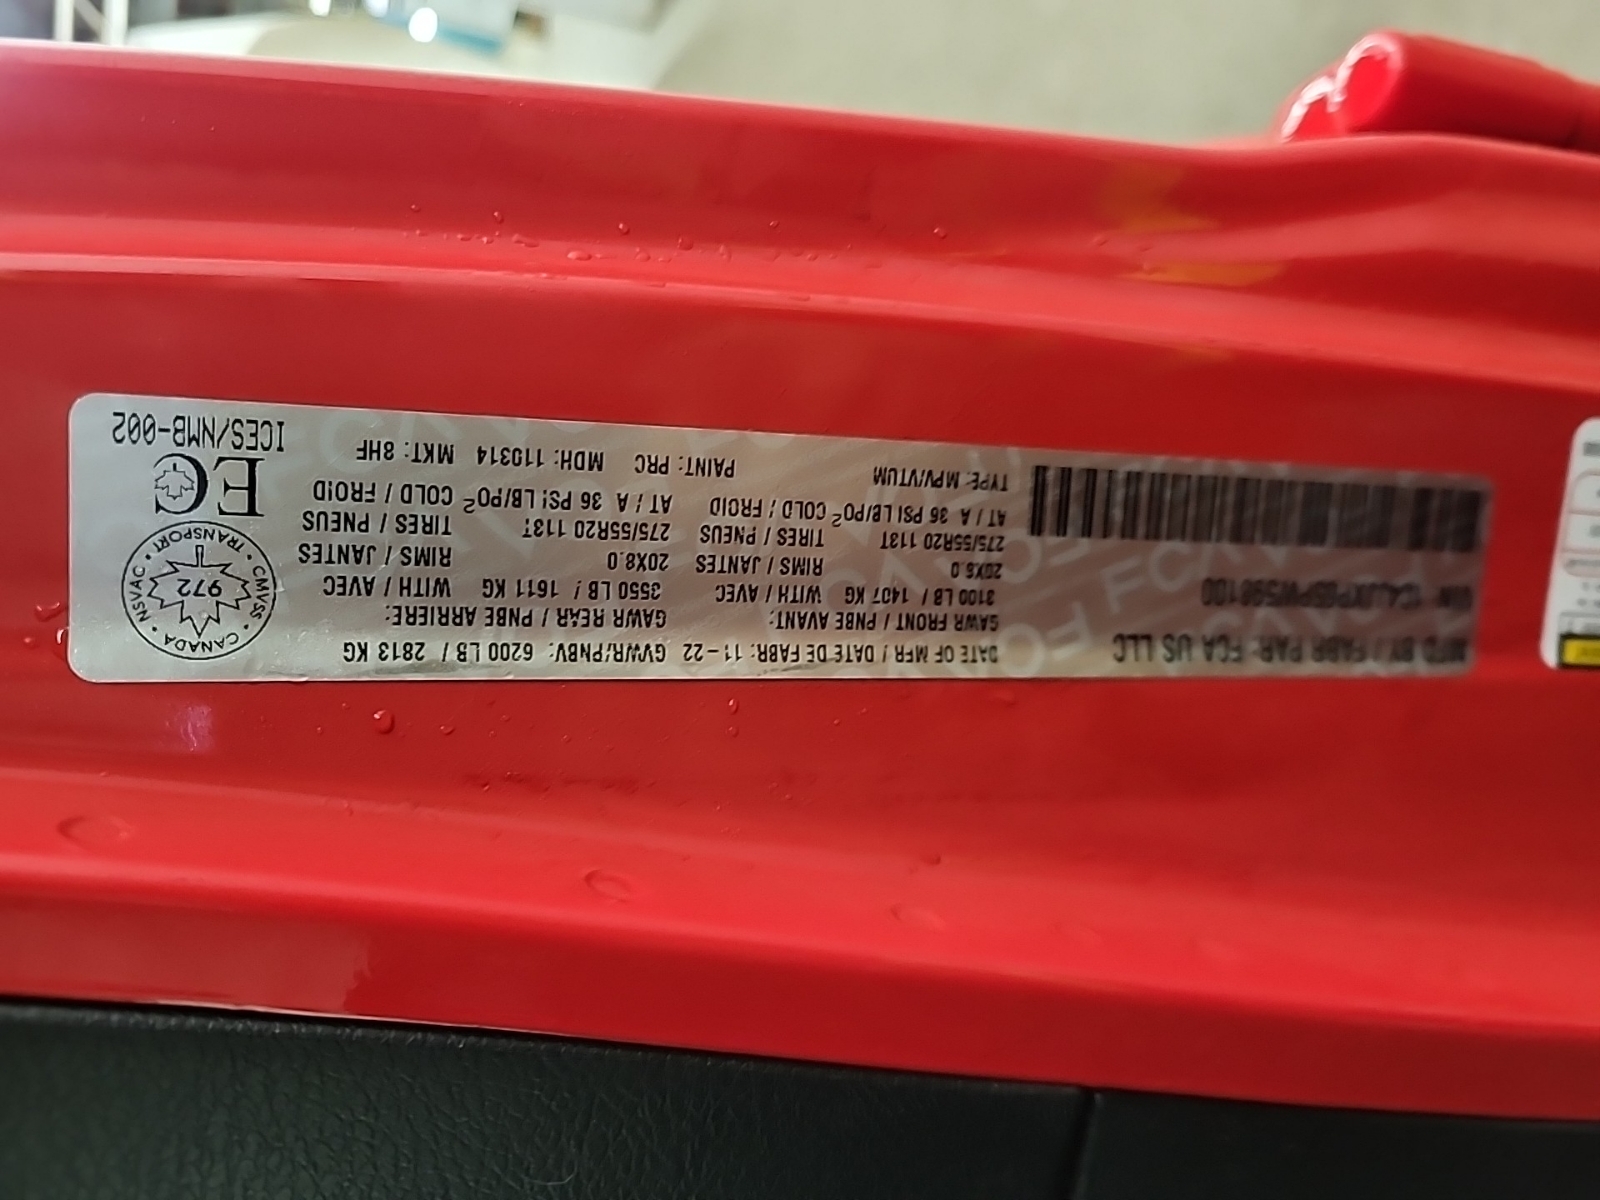 MFD BY / FABR PAR: FCA US LLC
DATE OF MFR / DATE DE FABR: 11-22
GVWR/PNBV: 6200 LB / 2813 KG
GAWR FRONT / PNBE AVANT:
GAWR REAR / PNBE ARRIERE:
3100 LB / 1407 KG WITH / AVEC
3550 LB / 1611 KG WITH / AVEC
20X8.0 RIMS / JANTES
20X8.0 RIMS / JANTES
275/55R20 113T TIRES / PNEUS
275/55R20 113T TIRES / PNEUS
AT / A 36 PSI LB/PO² COLD / FROID
AT / A 36 PSI LB/PO² COLD / FROID
TYPE: MPV/VTUM
PAINT: PRC MDH: 110314 MKT: 8HF
VIN:
CANADA • CMVSS • TRANSPORT • NSVAC
972
EC
ICES/NMB-002